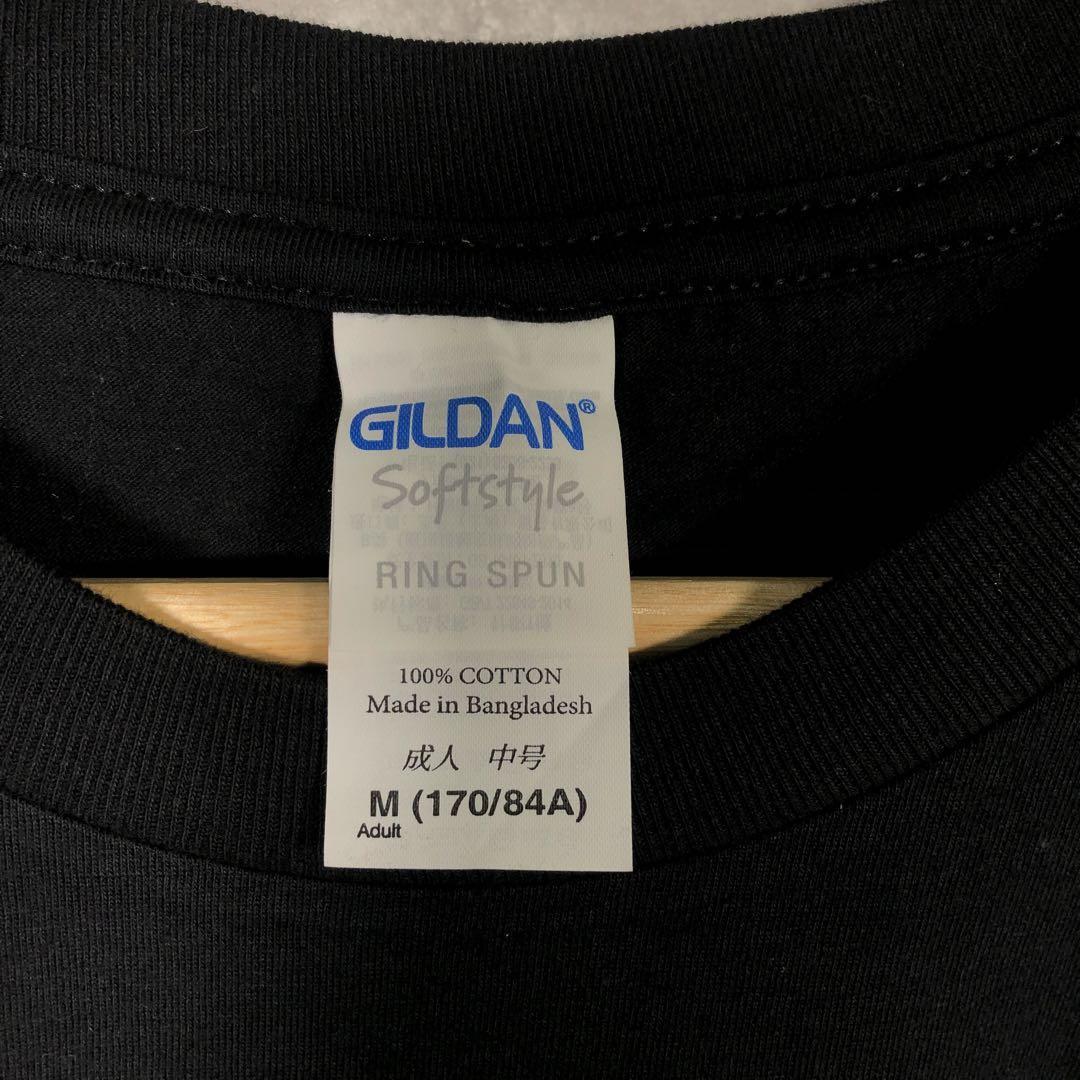 GILDAN®
Softstyle
RING SPUN
100% COTTON
Made in Bangladesh
成人 中号
M (170/84A)
Adult